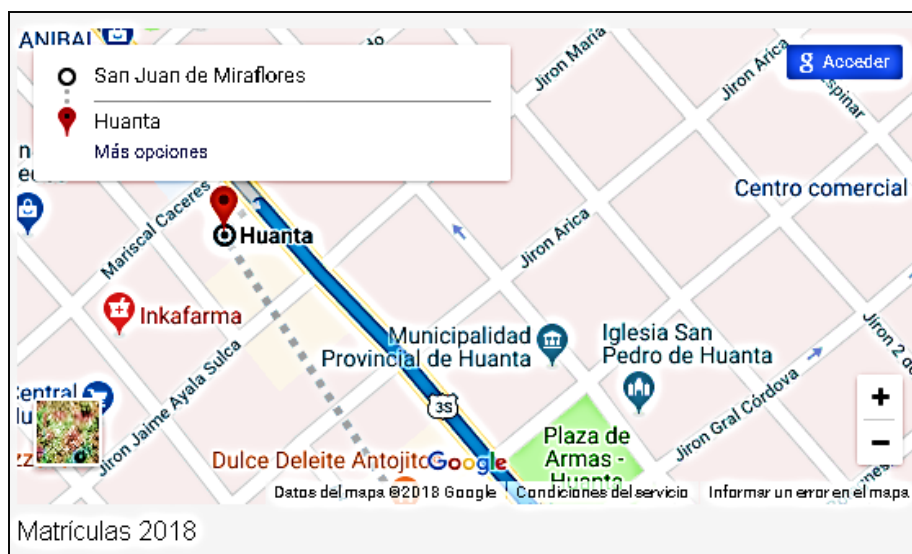 ANIBAL
San Juan de Miraflores
Huanta
Más opciones
Jiron Maria
Jiron Arica
Acceder
Centro comercial
Mariscal Caceres
Huanta
Jiron Arica
Inkafarma
Municipalidad
Provincial de Huanta
Iglesia San
Pedro de Huanta
Jiron 2 de
Jiron Jaime Ayala Sulca
3S
Jiron Gral Córdova
+
−
Plaza de
Armas -
Huanta
Dulce Deleite Antojitos
Google
Datos del mapa ©2018 Google
Condiciones del servicio
Informar un error en el mapa
Matrículas 2018